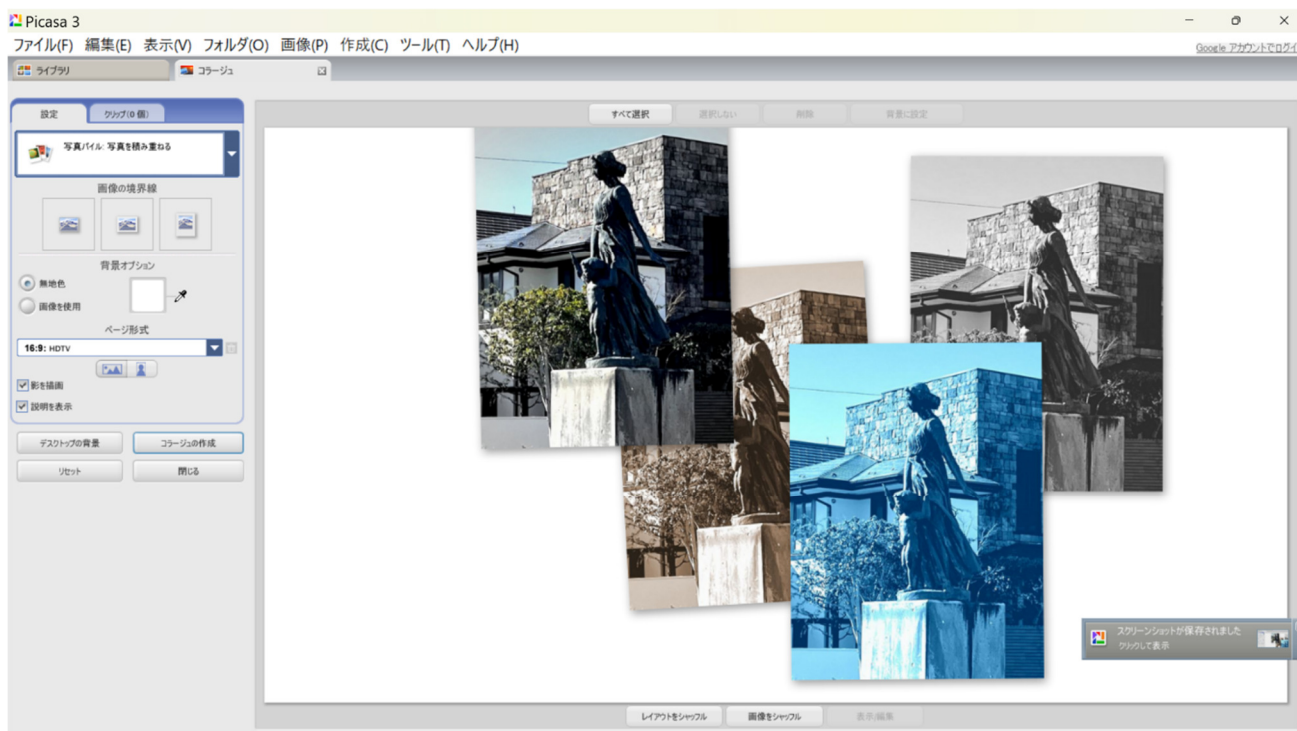 Picasa 3
ファイル(F) 編集(E) 表示(V) フォルダ(O) 画像(P) 作成(C) ツール(T) ヘルプ(H)
Google アカウントでログイ
ライブラリ
コラージュ
設定
クリップ(0 個)
すべて選択
選択しない
削除
背景に設定
写真パイル: 写真を積み重ねる
画像の境界線
背景オプション
無地色
画像を使用
ページ形式
16:9: HDTV
影を描画
説明を表示
デスクトップの背景
コラージュの作成
リセット
閉じる
スクリーンショットが保存されました
クリックして表示
レイアウトをシャッフル
画像をシャッフル
表示/編集